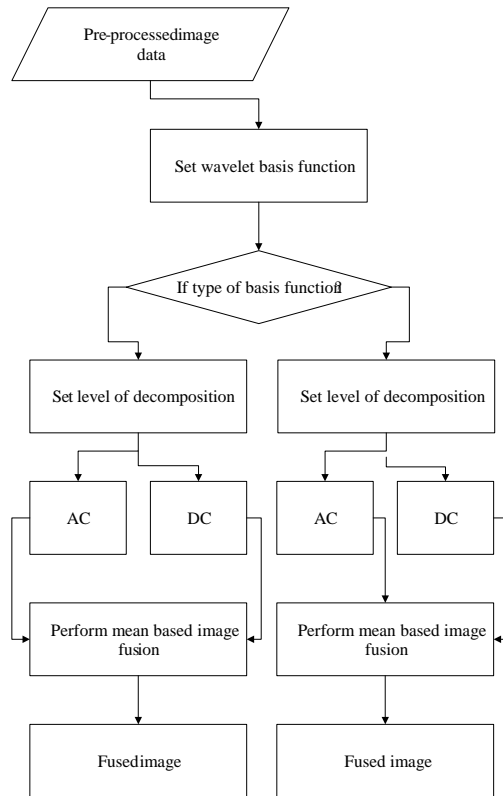 Pre-processedimage
data
Set wavelet basis function
If type of basis function?
Set level of decomposition
Set level of decomposition
AC
DC
AC
DC
Perform mean based image
fusion
Perform mean based image
fusion
Fusedimage
Fused image